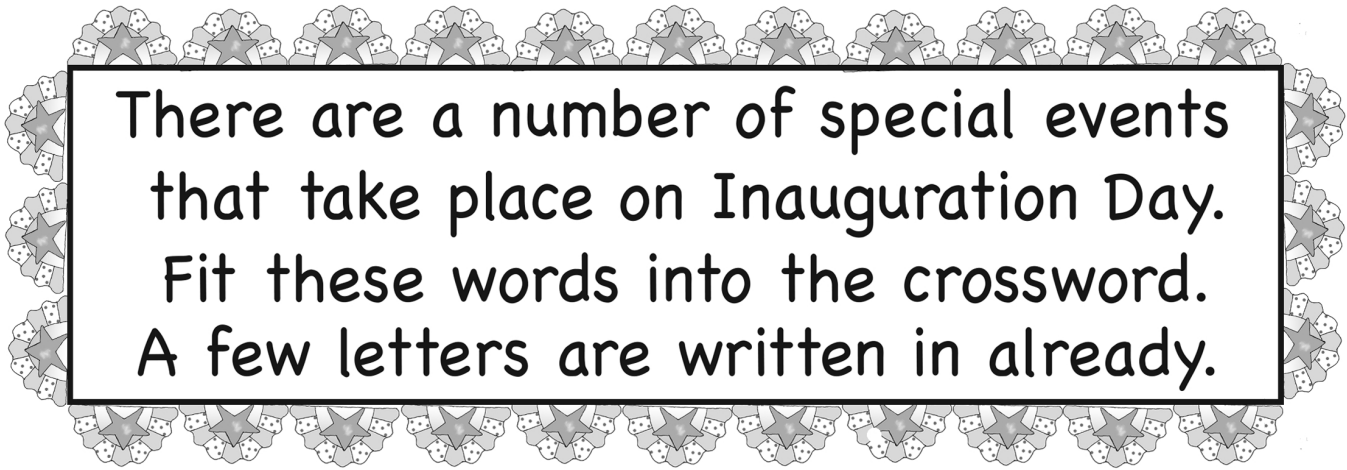 There are a number of special events
that take place on Inauguration Day.
Fit these words into the crossword.
A few letters are written in already.